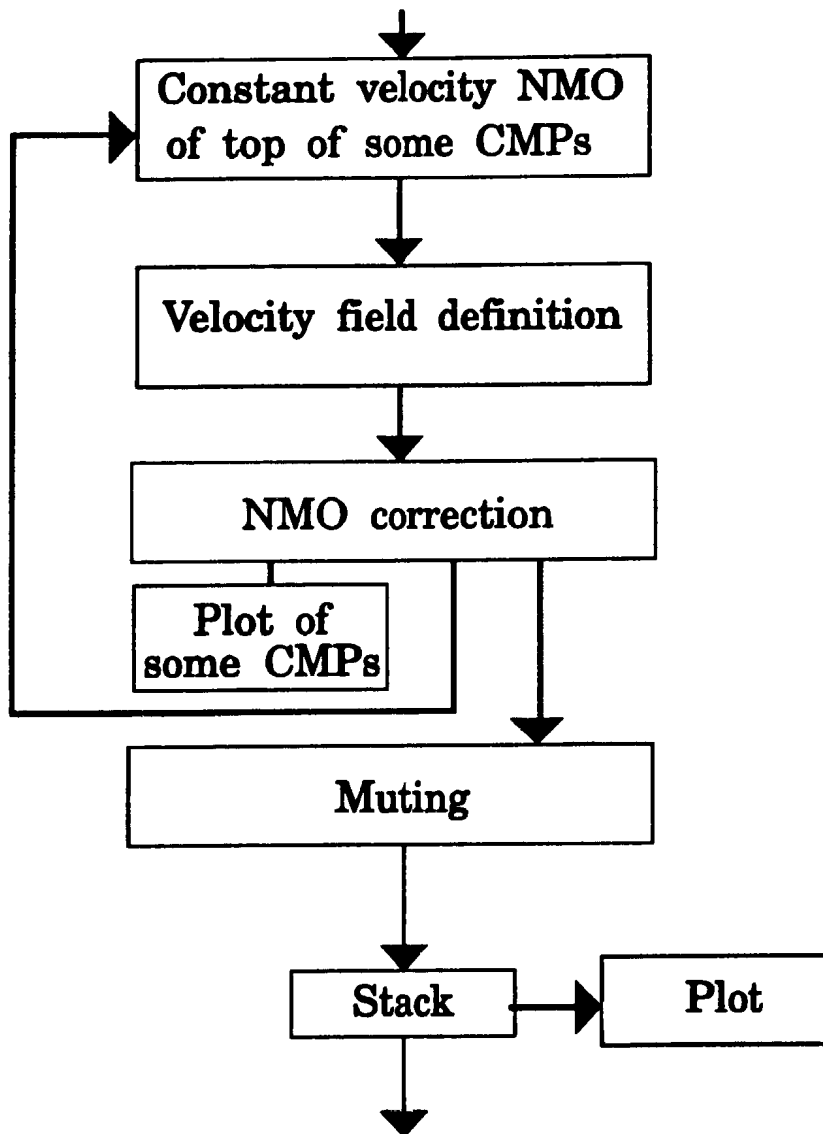 Constant velocity NMO
of top of some CMPs
Velocity field definition
NMO correction
Plot of
some CMPs
Muting
Stack
Plot